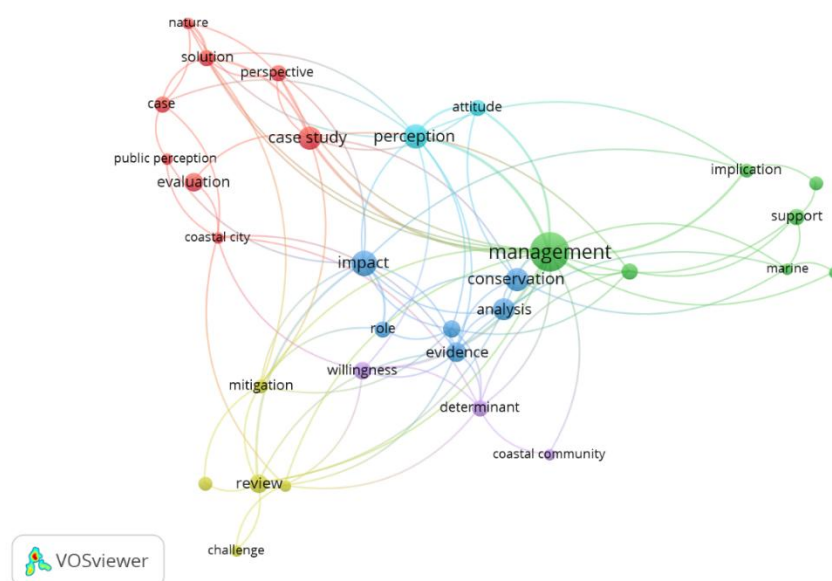 nature
solution
perspective
case
attitude
case study
perception
public perception
evaluation
implication
support
coastal city
management
impact
marine
conservation
analysis
role
evidence
willingness
mitigation
determinant
coastal community
review
challenge
VOSviewer